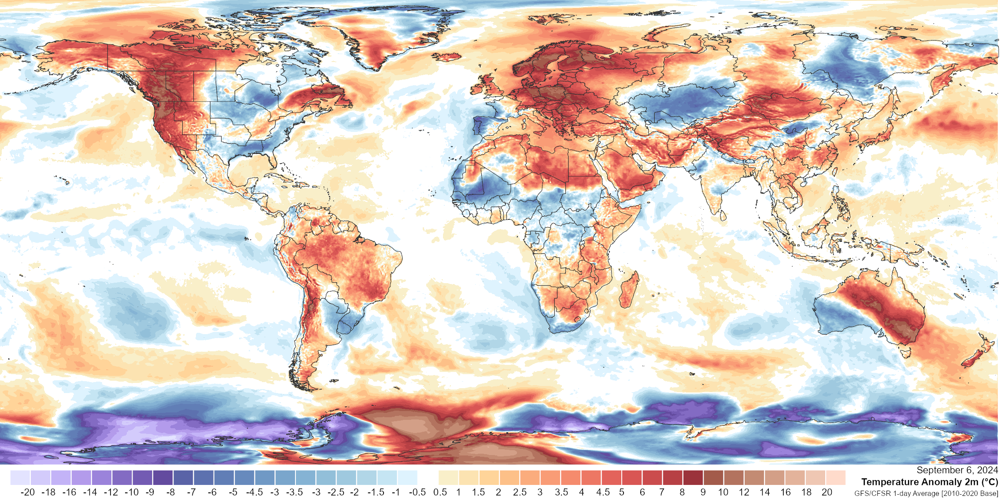 September 6, 2024
Temperature Anomaly 2m (°C)
GFS/CFSR 1-day Average [2010-2020 Base]
-20 -18 -16 -14 -12 -10 -9 -8 -7 -6 -5 -4.5 -3 -3.5 -3 -2.5 -2 -1.5 -1 -0.5 0.5 1 1.5 2 2.5 3 3.5 4 4.5 5 6 7 8 9 10 12 14 16 18 20